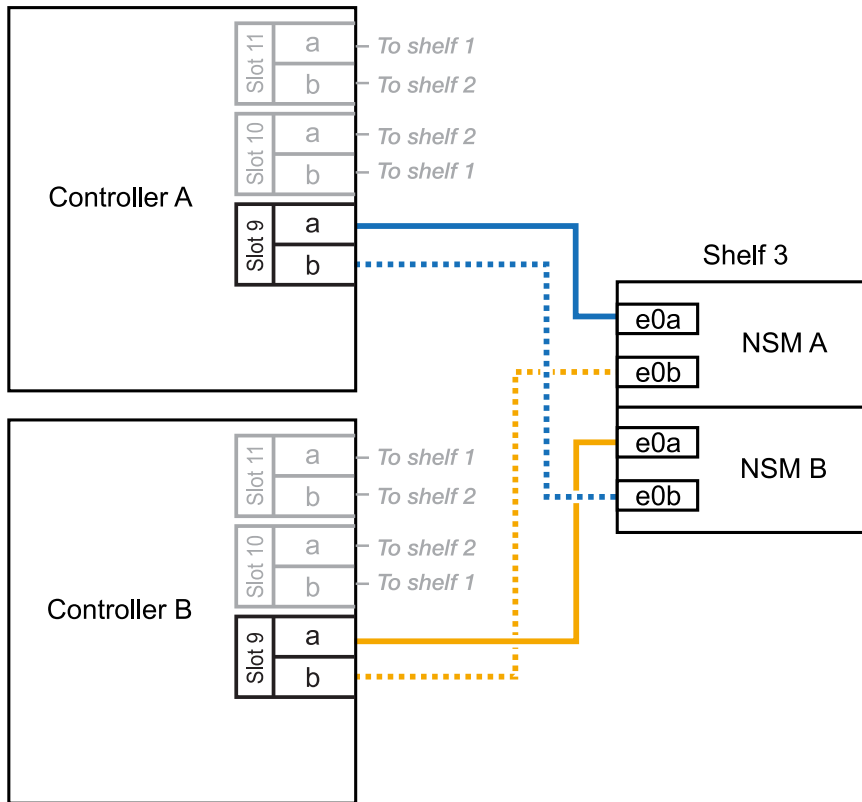 Controller A
Slot 11
a
To shelf 1
b
To shelf 2
Slot 10
a
To shelf 2
b
To shelf 1
Slot 9
a
b
Shelf 3
NSM A
e0a
e0b
NSM B
e0a
e0b
Controller B
Slot 11
a
To shelf 1
b
To shelf 2
Slot 10
a
To shelf 2
b
To shelf 1
Slot 9
a
b